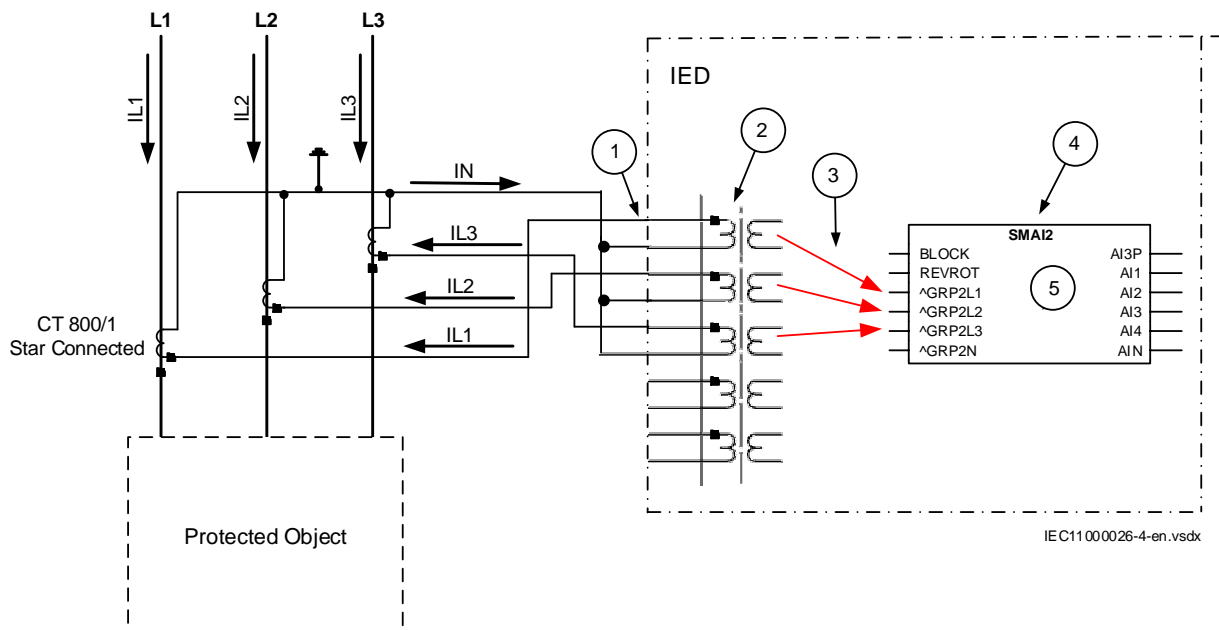 L1
L2
L3
IL1
IL2
IL3
IN
IL3
IL2
IL1
CT 800/1
Star Connected
Protected Object
IED
1
2
3
4
SMAI2
5
BLOCK
REVROT
^GRP2L1
^GRP2L2
^GRP2L3
^GRP2N
AI3P
AI1
AI2
AI3
AI4
AIN
IEC11000026-4-en.vsdx